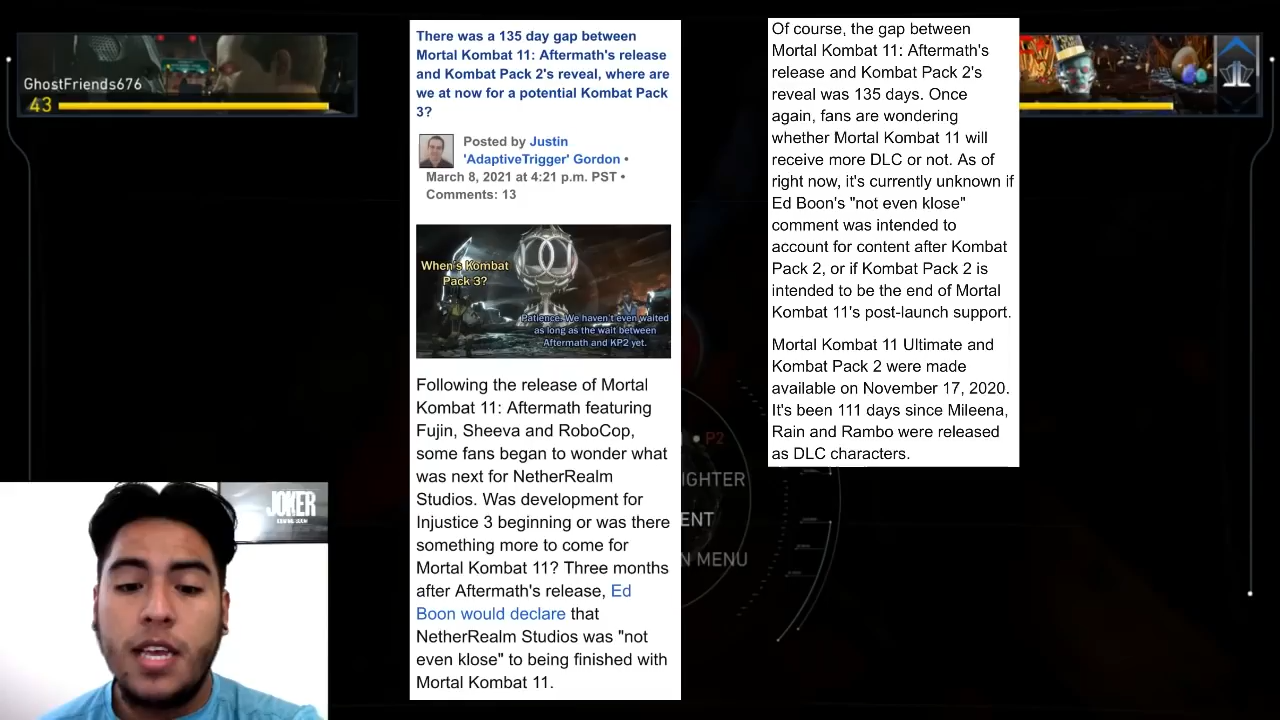 GhostFriends676
43
There was a 135 day gap between
Mortal Kombat 11: Aftermath's release
and Kombat Pack 2's reveal, where are
we at now for a potential Kombat Pack
3?
Posted by Justin
'AdaptiveTrigger' Gordon •
March 8, 2021 at 4:21 p.m. PST •
Comments: 13
When's Kombat
Pack 3?
Patience. We haven't even waited
as long as the wait between
Aftermath and KP2 yet.
Following the release of Mortal
Kombat 11: Aftermath featuring
Fujin, Sheeva and RoboCop,
some fans began to wonder what
was next for NetherRealm
Studios. Was development for
Injustice 3 beginning or was there
something more to come for
Mortal Kombat 11? Three months
after Aftermath's release, Ed
Boon would declare that
NetherRealm Studios was "not
even klose" to being finished with
Mortal Kombat 11.
Of course, the gap between
Mortal Kombat 11: Aftermath's
release and Kombat Pack 2's
reveal was 135 days. Once
again, fans are wondering
whether Mortal Kombat 11 will
receive more DLC or not. As of
right now, it's currently unknown if
Ed Boon's "not even klose"
comment was intended to
account for content after Kombat
Pack 2, or if Kombat Pack 2 is
intended to be the end of Mortal
Kombat 11's post-launch support.
Mortal Kombat 11 Ultimate and
Kombat Pack 2 were made
available on November 17, 2020.
It's been 111 days since Mileena,
Rain and Rambo were released
as DLC characters.
• P2
IGHTER
ENT
N MENU
JOKER